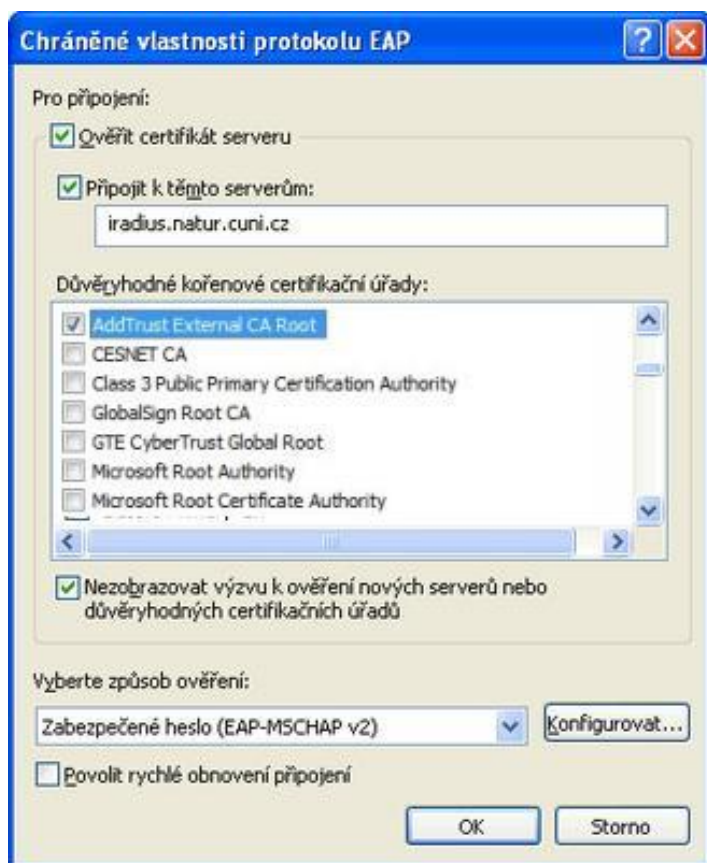 Chráněné vlastnosti protokolu EAP
Pro připojení:
Ověřit certifikát serveru
Připojit k těmto serverům:
iradius.natur.cuni.cz
Důvěryhodné kořenové certifikační úřady:
AddTrust External CA Root
CESNET CA
Class 3 Public Primary Certification Authority
GlobalSign Root CA
GTE CyberTrust Global Root
Microsoft Root Authority
Microsoft Root Certificate Authority
Nezobrazovat výzvu k ověření nových serverů nebo
důvěryhodných certifikačních úřadů
Vyberte způsob ověření:
Zabezpečené heslo (EAP-MSCHAP v2)
Konfigurovat...
Povolit rychlé obnovení připojení
OK
Storno